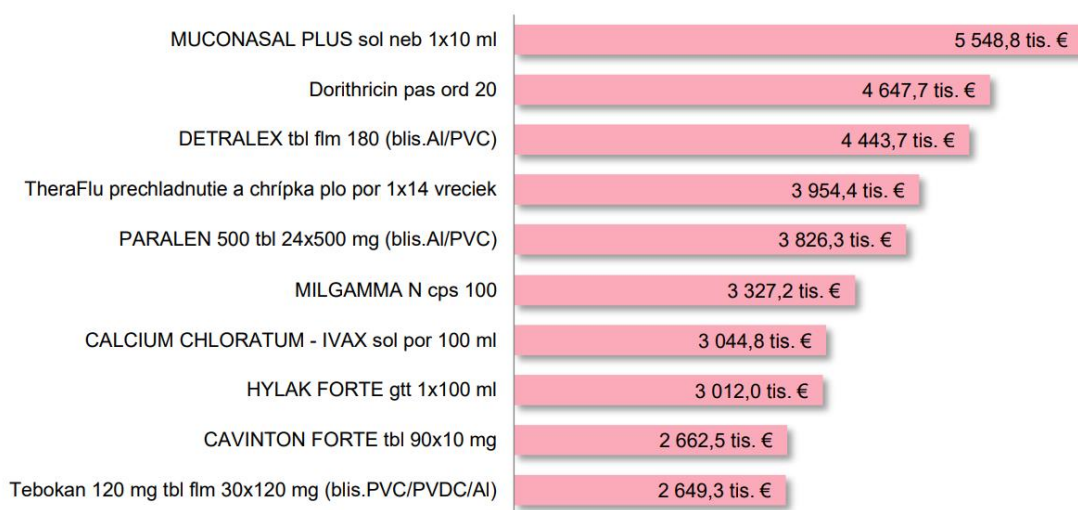 MUCONASAL PLUS sol neb 1x10 ml 5 548,8 tis. €
Dorithricin pas ord 20 4 647,7 tis. €
DETRALEX tbl flm 180 (blis.Al/PVC) 4 443,7 tis. €
TheraFlu prechladnutie a chrípka plo por 1x14 vreciek 3 954,4 tis. €
PARALEN 500 tbl 24x500 mg (blis.Al/PVC) 3 826,3 tis. €
MILGAMMA N cps 100 3 327,2 tis. €
CALCIUM CHLORATUM - IVAX sol por 100 ml 3 044,8 tis. €
HYLAK FORTE gtt 1x100 ml 3 012,0 tis. €
CAVINTON FORTE tbl 90x10 mg 2 662,5 tis. €
Tebokan 120 mg tbl flm 30x120 mg (blis.PVC/PVDC/Al) 2 649,3 tis. €